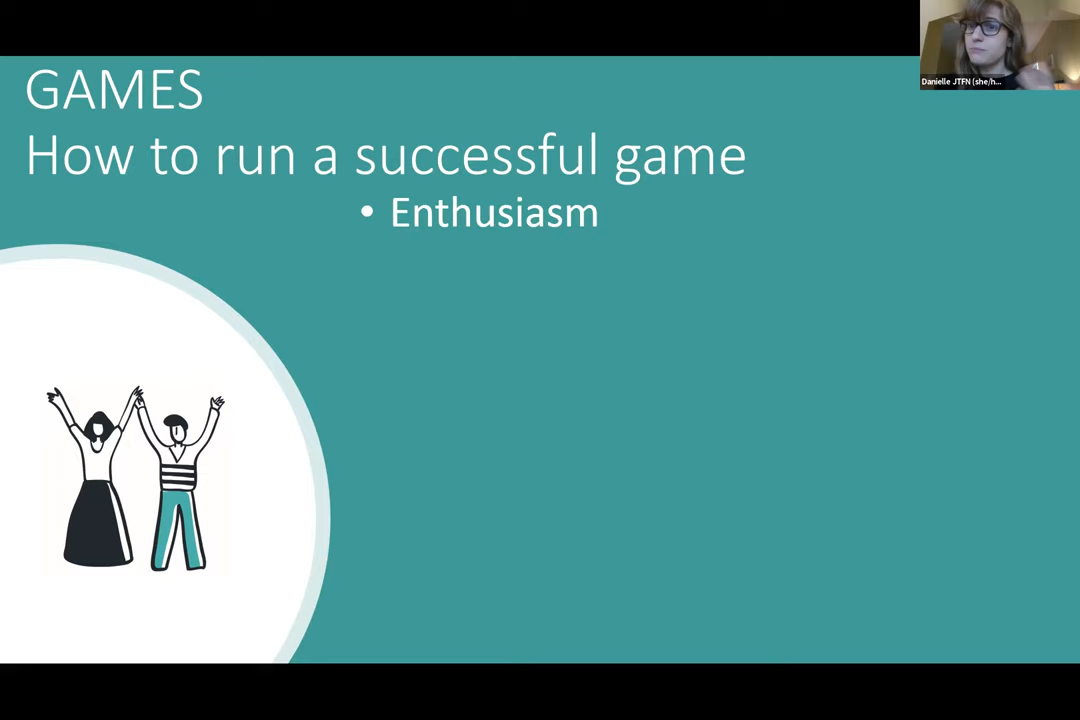 GAMES
How to run a successful game
• Enthusiasm
Danielle JTFN (she/h...